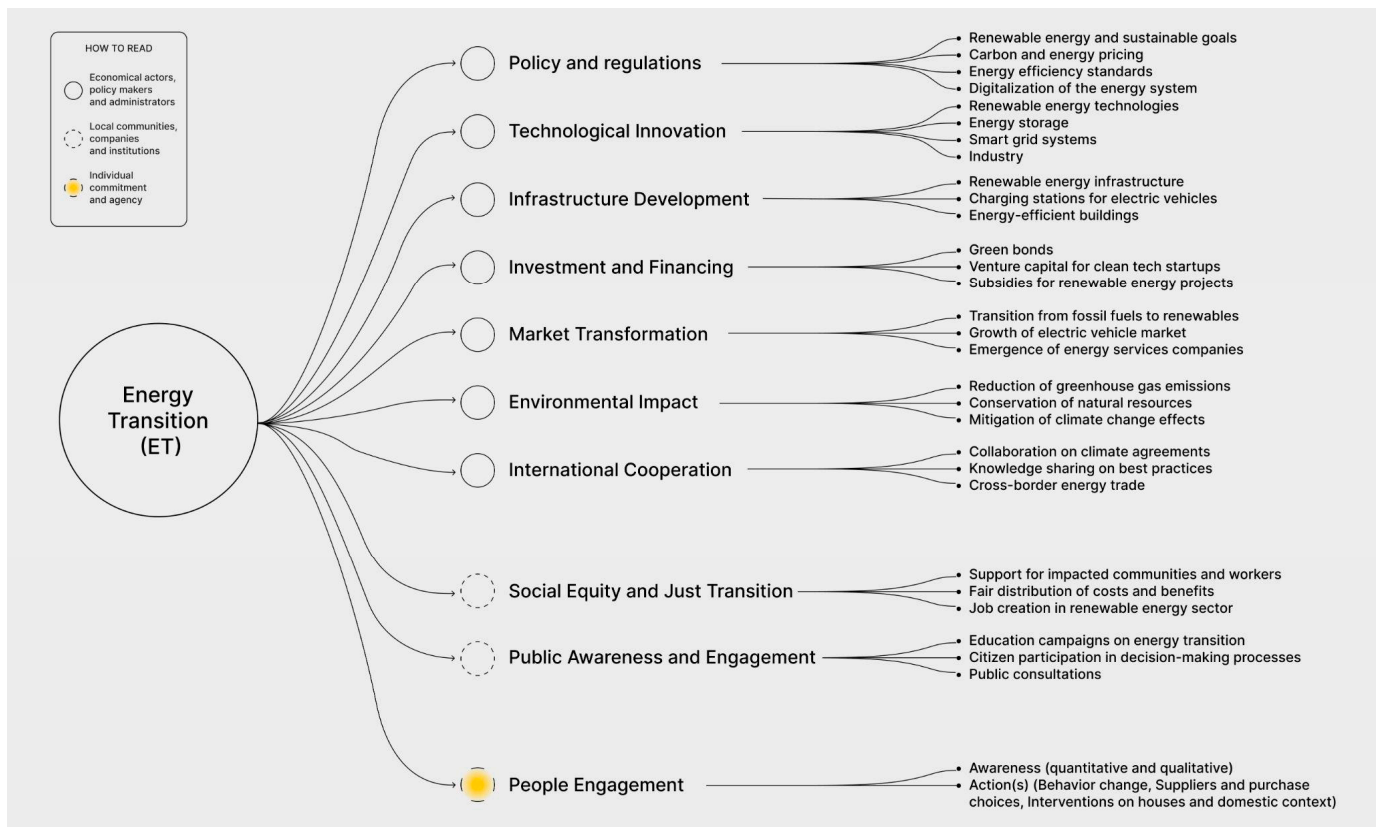 HOW TO READ
Economical actors,
policy makers
and administrators
Local communities,
companies
and institutions
Individual
commitment
and agency
Energy
Transition
(ET)
Policy and regulations
• Renewable energy and sustainable goals
• Carbon and energy pricing
• Energy efficiency standards
• Digitalization of the energy system
Technological Innovation
• Renewable energy technologies
• Energy storage
• Smart grid systems
• Industry
Infrastructure Development
• Renewable energy infrastructure
• Charging stations for electric vehicles
• Energy-efficient buildings
Investment and Financing
• Green bonds
• Venture capital for clean tech startups
• Subsidies for renewable energy projects
Market Transformation
• Transition from fossil fuels to renewables
• Growth of electric vehicle market
• Emergence of energy services companies
Environmental Impact
• Reduction of greenhouse gas emissions
• Conservation of natural resources
• Mitigation of climate change effects
International Cooperation
• Collaboration on climate agreements
• Knowledge sharing on best practices
• Cross-border energy trade
Social Equity and Just Transition
• Support for impacted communities and workers
• Fair distribution of costs and benefits
• Job creation in renewable energy sector
Public Awareness and Engagement
• Education campaigns on energy transition
• Citizen participation in decision-making processes
• Public consultations
People Engagement
• Awareness (quantitative and qualitative)
• Action(s) (Behavior change, Suppliers and purchase
choices, Interventions on houses and domestic context)